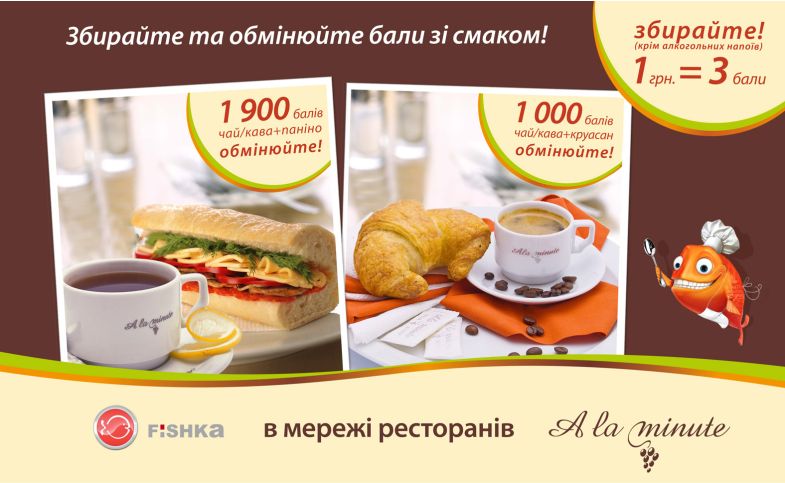 Збирайте та обмінюйте бали зі смаком!
збирайте!
(крім алкогольних напоїв)
1 грн. = 3 бали
1 900 балів
чай/кава+паніно
обмінюйте!
1 000 балів
чай/кава+круасан
обмінюйте!
A la minute
A la minute
FiSHKa
в мережі ресторанів
A la minute